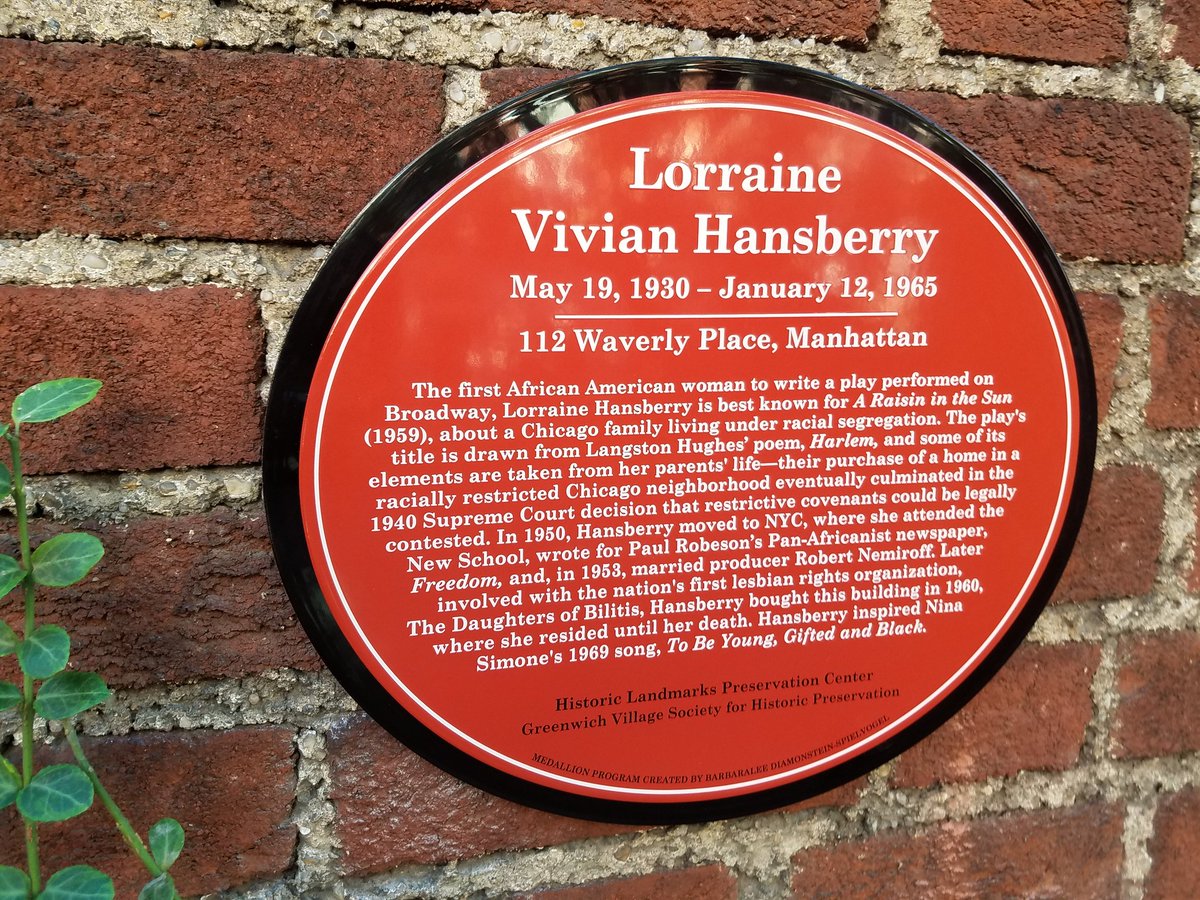 Lorraine
Vivian Hansberry
May 19, 1930 – January 12, 1965
112 Waverly Place, Manhattan
The first African American woman to write a play performed on
Broadway, Lorraine Hansberry is best known for A Raisin in the Sun
(1959), about a Chicago family living under racial segregation. The play's
title is drawn from Langston Hughes’ poem, Harlem, and some of its
elements are taken from her parents’ life—their purchase of a home in a
racially restricted Chicago neighborhood eventually culminated in the
1940 Supreme Court decision that restrictive covenants could be legally
contested. In 1950, Hansberry moved to NYC, where she attended the
New School, wrote for Paul Robeson’s Pan-Africanist newspaper,
Freedom, and, in 1953, married producer Robert Nemiroff. Later
involved with the nation's first lesbian rights organization,
The Daughters of Bilitis, Hansberry bought this building in 1960,
where she resided until her death. Hansberry inspired Nina
Simone's 1969 song, To Be Young, Gifted and Black.
Historic Landmarks Preservation Center
Greenwich Village Society for Historic Preservation
MEDALLION PROGRAM CREATED BY BARBARALEE DIAMONSTEIN-SPIELVOGEL